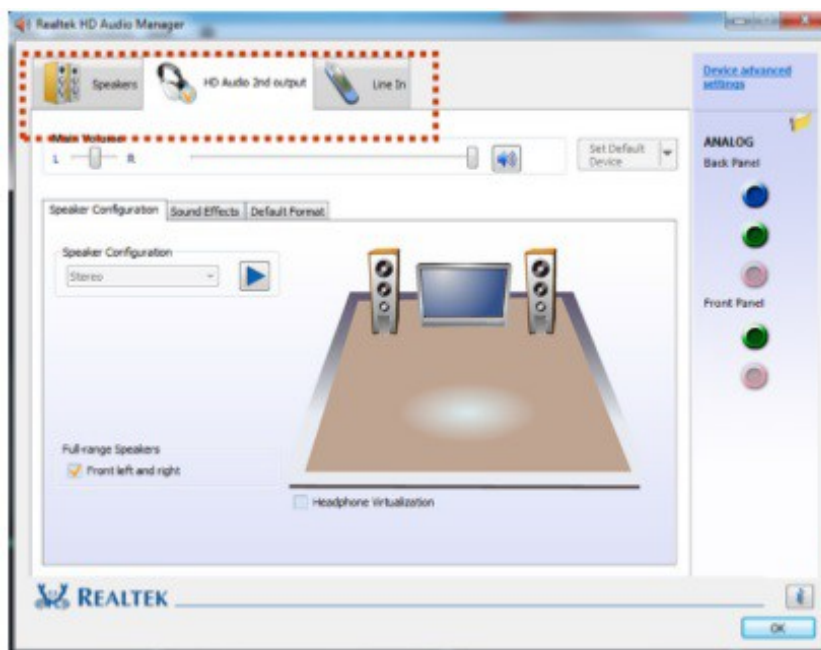 Realtek HD Audio Manager
Speakers
HD Audio 2nd output
Line In
Device advanced
settings
Main Volume
L
R
Set Default
Device
ANALOG
Back Panel
Speaker Configuration
Sound Effects
Default Format
Speaker Configuration
Stereo
Front Panel
Full-range Speakers
Front left and right
Headphone Virtualization
REALTEK
OK